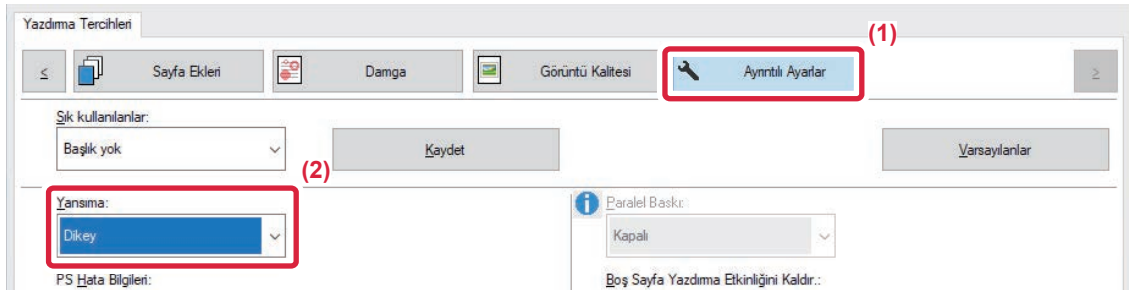 Yazdırma Tercihleri
(1)
< Sayfa Ekleri Damga Görüntü Kalitesi Ayrıntılı Ayarlar >
Sık kullanılanlar:
Başlık yok Kaydet Varsayılanlar
(2)
Yansıma: Paralel Baskı:
Dikey Kapalı
PS Hata Bilgileri: Boş Sayfa Yazdırma Etkinliğini Kaldır.: